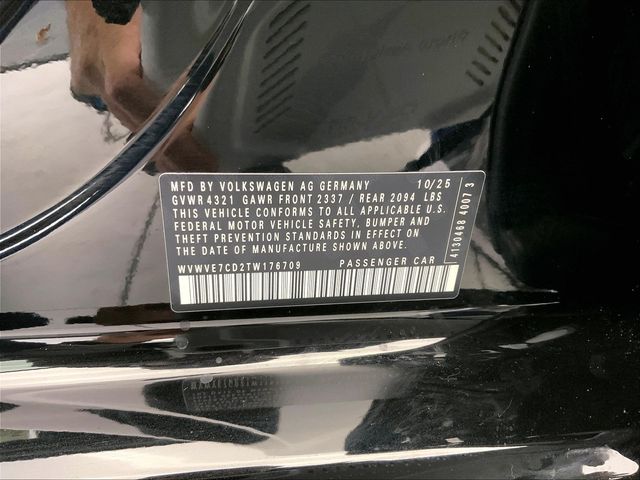 MFD BY VOLKSWAGEN AG GERMANY 10/25
GVWR 4321 GAWR FRONT 2337 / REAR 2094 LBS
THIS VEHICLE CONFORMS TO ALL APPLICABLE U.S.
FEDERAL MOTOR VEHICLE SAFETY, BUMPER AND
THEFT PREVENTION STANDARDS IN EFFECT ON
THE DATE OF MANUFACTURE SHOWN ABOVE.
WVWVE7CD2TW176709 PASSENGER CAR
4130468 4007 3